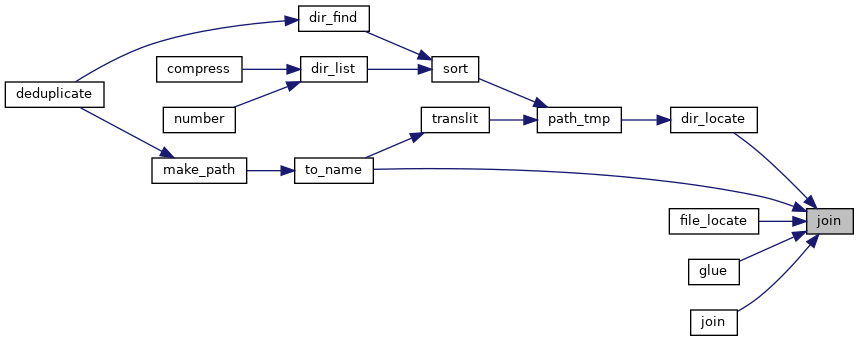 dir_find
compress
dir_list
sort
deduplicate
number
translit
path_tmp
dir_locate
make_path
to_name
join
file_locate
glue
join